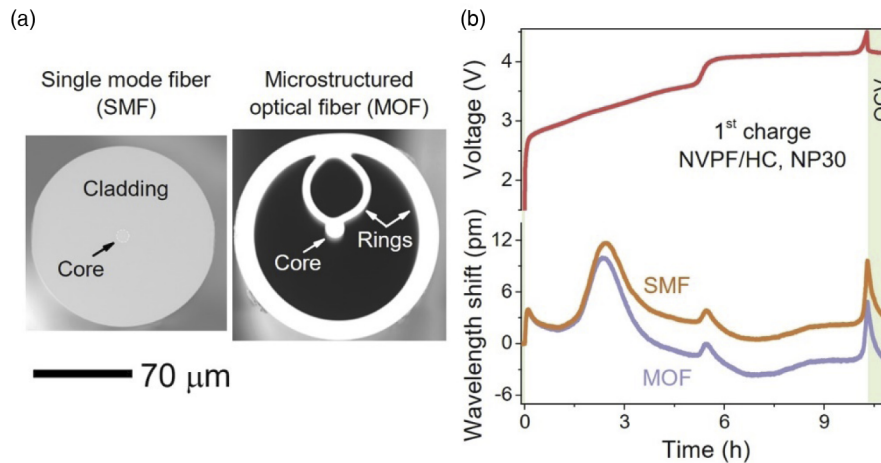 (a)
Single mode fiber
(SMF)
Microstructured
optical fiber (MOF)
Cladding
Core
Core
Rings
70 μm
(b)
Voltage (V)
4
3
2
1st charge
NVPF/HC, NP30
OCV
Wavelength shift (pm)
12
6
0
-6
SMF
MOF
0
3
6
9
Time (h)